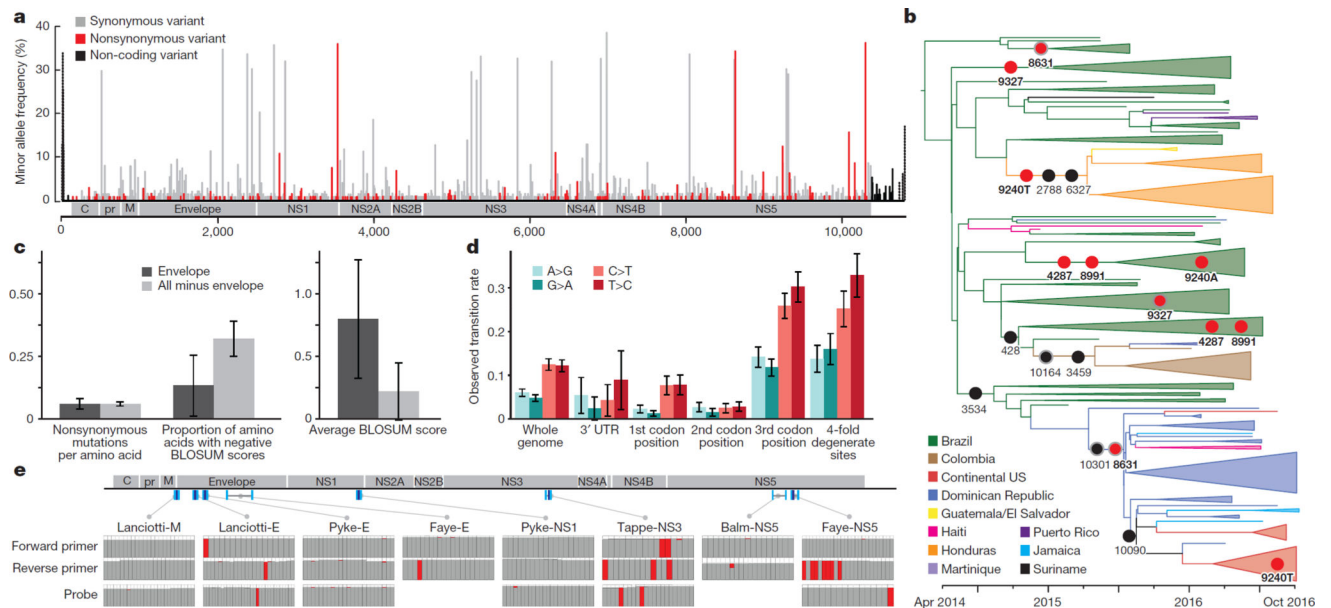 a
Synonymous variant
Nonsynonymous variant
Non-coding variant
Minor allele frequency (%)
40
30
20
10
0
C pr M Envelope NS1 NS2A NS2B NS3 NS4A NS4B NS5
0 2,000 4,000 6,000 8,000 10,000
b
8631
9327
9240T 2788 6327
4287 8991 9240A
9327
428 4287 8991
10164 3459
3534
10301 8631
10090
9240T
Brazil
Colombia
Continental US
Dominican Republic
Guatemala/El Salvador
Haiti
Honduras
Martinique
Puerto Rico
Jamaica
Suriname
Apr 2014 2015 2016 Oct 2016
c
Envelope
All minus envelope
0.50
0.25
0
Nonsynonymous
mutations
per amino acid
Proportion of amino
acids with negative
BLOSUM scores
1.0
0.5
0
Average BLOSUM score
d
A>G C>T
G>A T>C
Observed transition rate
0.3
0.2
0.1
0.0
Whole
genome
3′ UTR
1st codon
position
2nd codon
position
3rd codon
position
4-fold
degenerate
sites
e
C pr M Envelope NS1 NS2A NS2B NS3 NS4A NS4B NS5
Lanciotti-M Lanciotti-E Pyke-E Faye-E Pyke-NS1 Tappe-NS3 Balm-NS5 Faye-NS5
Forward primer
Reverse primer
Probe